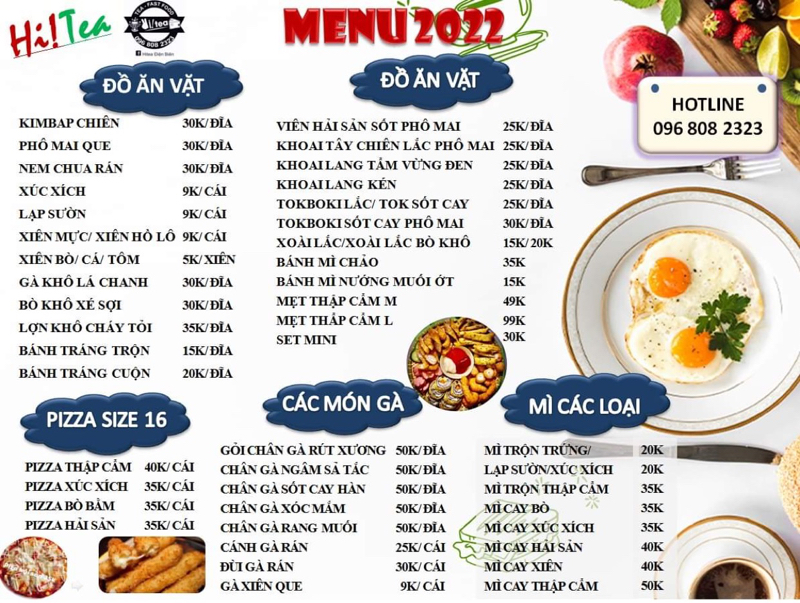 Hi!Tea
TEA - FAST FOOD
Hi!tea
096 808 2323
Hitea Điện Biên
MENU 2022
HOTLINE
096 808 2323
ĐỒ ĂN VẶT
KIMBAP CHIÊN 30K/ĐĨA
PHÔ MAI QUE 30K/ĐĨA
NEM CHUA RÁN 30K/ĐĨA
XÚC XÍCH 9K/ CÁI
LẠP SƯỜN 9K/ CÁI
XIÊN MỰC/ XIÊN HỒ LÔ 9K/ CÁI
XIÊN BÒ/ CÁ/ TÔM 5K/ XIÊN
GÀ KHÔ LÁ CHANH 30K/ĐĨA
BÒ KHÔ XÉ SỢI 30K/ĐĨA
LỢN KHÔ CHÁY TỎI 35K/ĐĨA
BÁNH TRÁNG TRỘN 15K/ĐĨA
BÁNH TRÁNG CUỘN 20K/ĐĨA
ĐỒ ĂN VẶT
VIÊN HẢI SẢN SÓT PHÔ MAI 25K/ĐĨA
KHOAI TÂY CHIÊN LẮC PHÔ MAI 25K/ĐĨA
KHOAI LANG TẨM VỪNG ĐEN 25K/ĐĨA
KHOAI LANG KÉN 25K/ĐĨA
TOKBOKI LẮC/ TOK SÓT CAY 25K/ĐĨA
TOKBOKI SÓT CAY PHÔ MAI 30K/ĐĨA
XOÀI LẮC/XOÀI LẮC BÒ KHÔ 15K/ 20K
BÁNH MÌ CHẢO 35K
BÁNH MÌ NƯỚNG MUỐI ỚT 15K
MẸT THẬP CẨM M 49K
MẸT THẬP CẨM L 99K
SET MINI 30K
PIZZA SIZE 16
PIZZA THẬP CẨM 40K/ CÁI
PIZZA XÚC XÍCH 35K/ CÁI
PIZZA BÒ BẰM 35K/ CÁI
PIZZA HẢI SẢN 35K/ CÁI
CÁC MÓN GÀ
GỎI CHÂN GÀ RÚT XƯƠNG 50K/ĐĨA
CHÂN GÀ NGÂM SẢ TẮC 50K/ĐĨA
CHÂN GÀ SÓT CAY HÀN 50K/ĐĨA
CHÂN GÀ XÓC MẮM 50K/ĐĨA
CHÂN GÀ RANG MUỐI 50K/ĐĨA
CÁNH GÀ RÁN 25K/ CÁI
ĐÙI GÀ RÁN 30K/ CÁI
GÀ XIÊN QUE 9K/ CÁI
MÌ CÁC LOẠI
MÌ TRỘN TRỨNG/ 20K
LẠP SƯỜN/XÚC XÍCH 20K
MÌ TRỘN THẬP CẨM 35K
MÌ CAY BÒ 35K
MÌ CAY XÚC XÍCH 35K
MÌ CAY HẢI SẢN 40K
MÌ CAY XIÊN 40K
MÌ CAY THẬP CẨM 50K